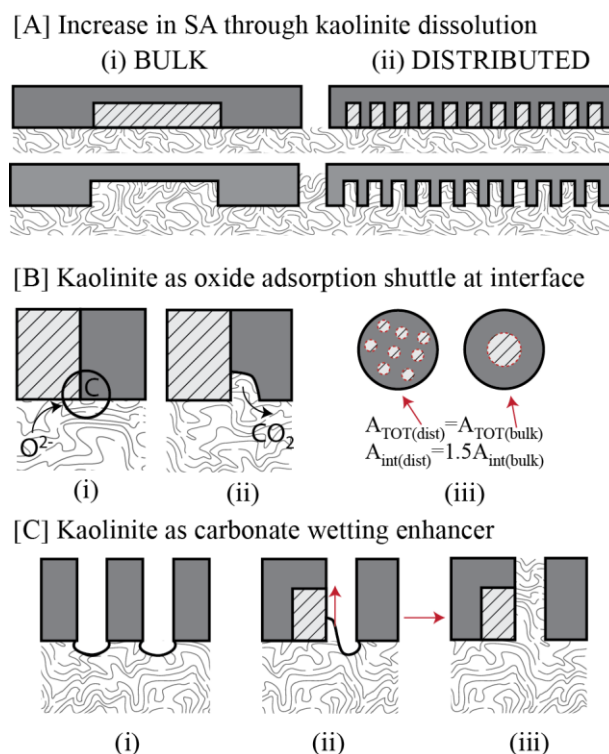 [A] Increase in SA through kaolinite dissolution
(i) BULK (ii) DISTRIBUTED
[B] Kaolinite as oxide adsorption shuttle at interface
C
O2-
CO2
ATOT(dist)=ATOT(bulk)
Aint(dist)=1.5Aint(bulk)
(i) (ii) (iii)
[C] Kaolinite as carbonate wetting enhancer
(i) (ii) (iii)